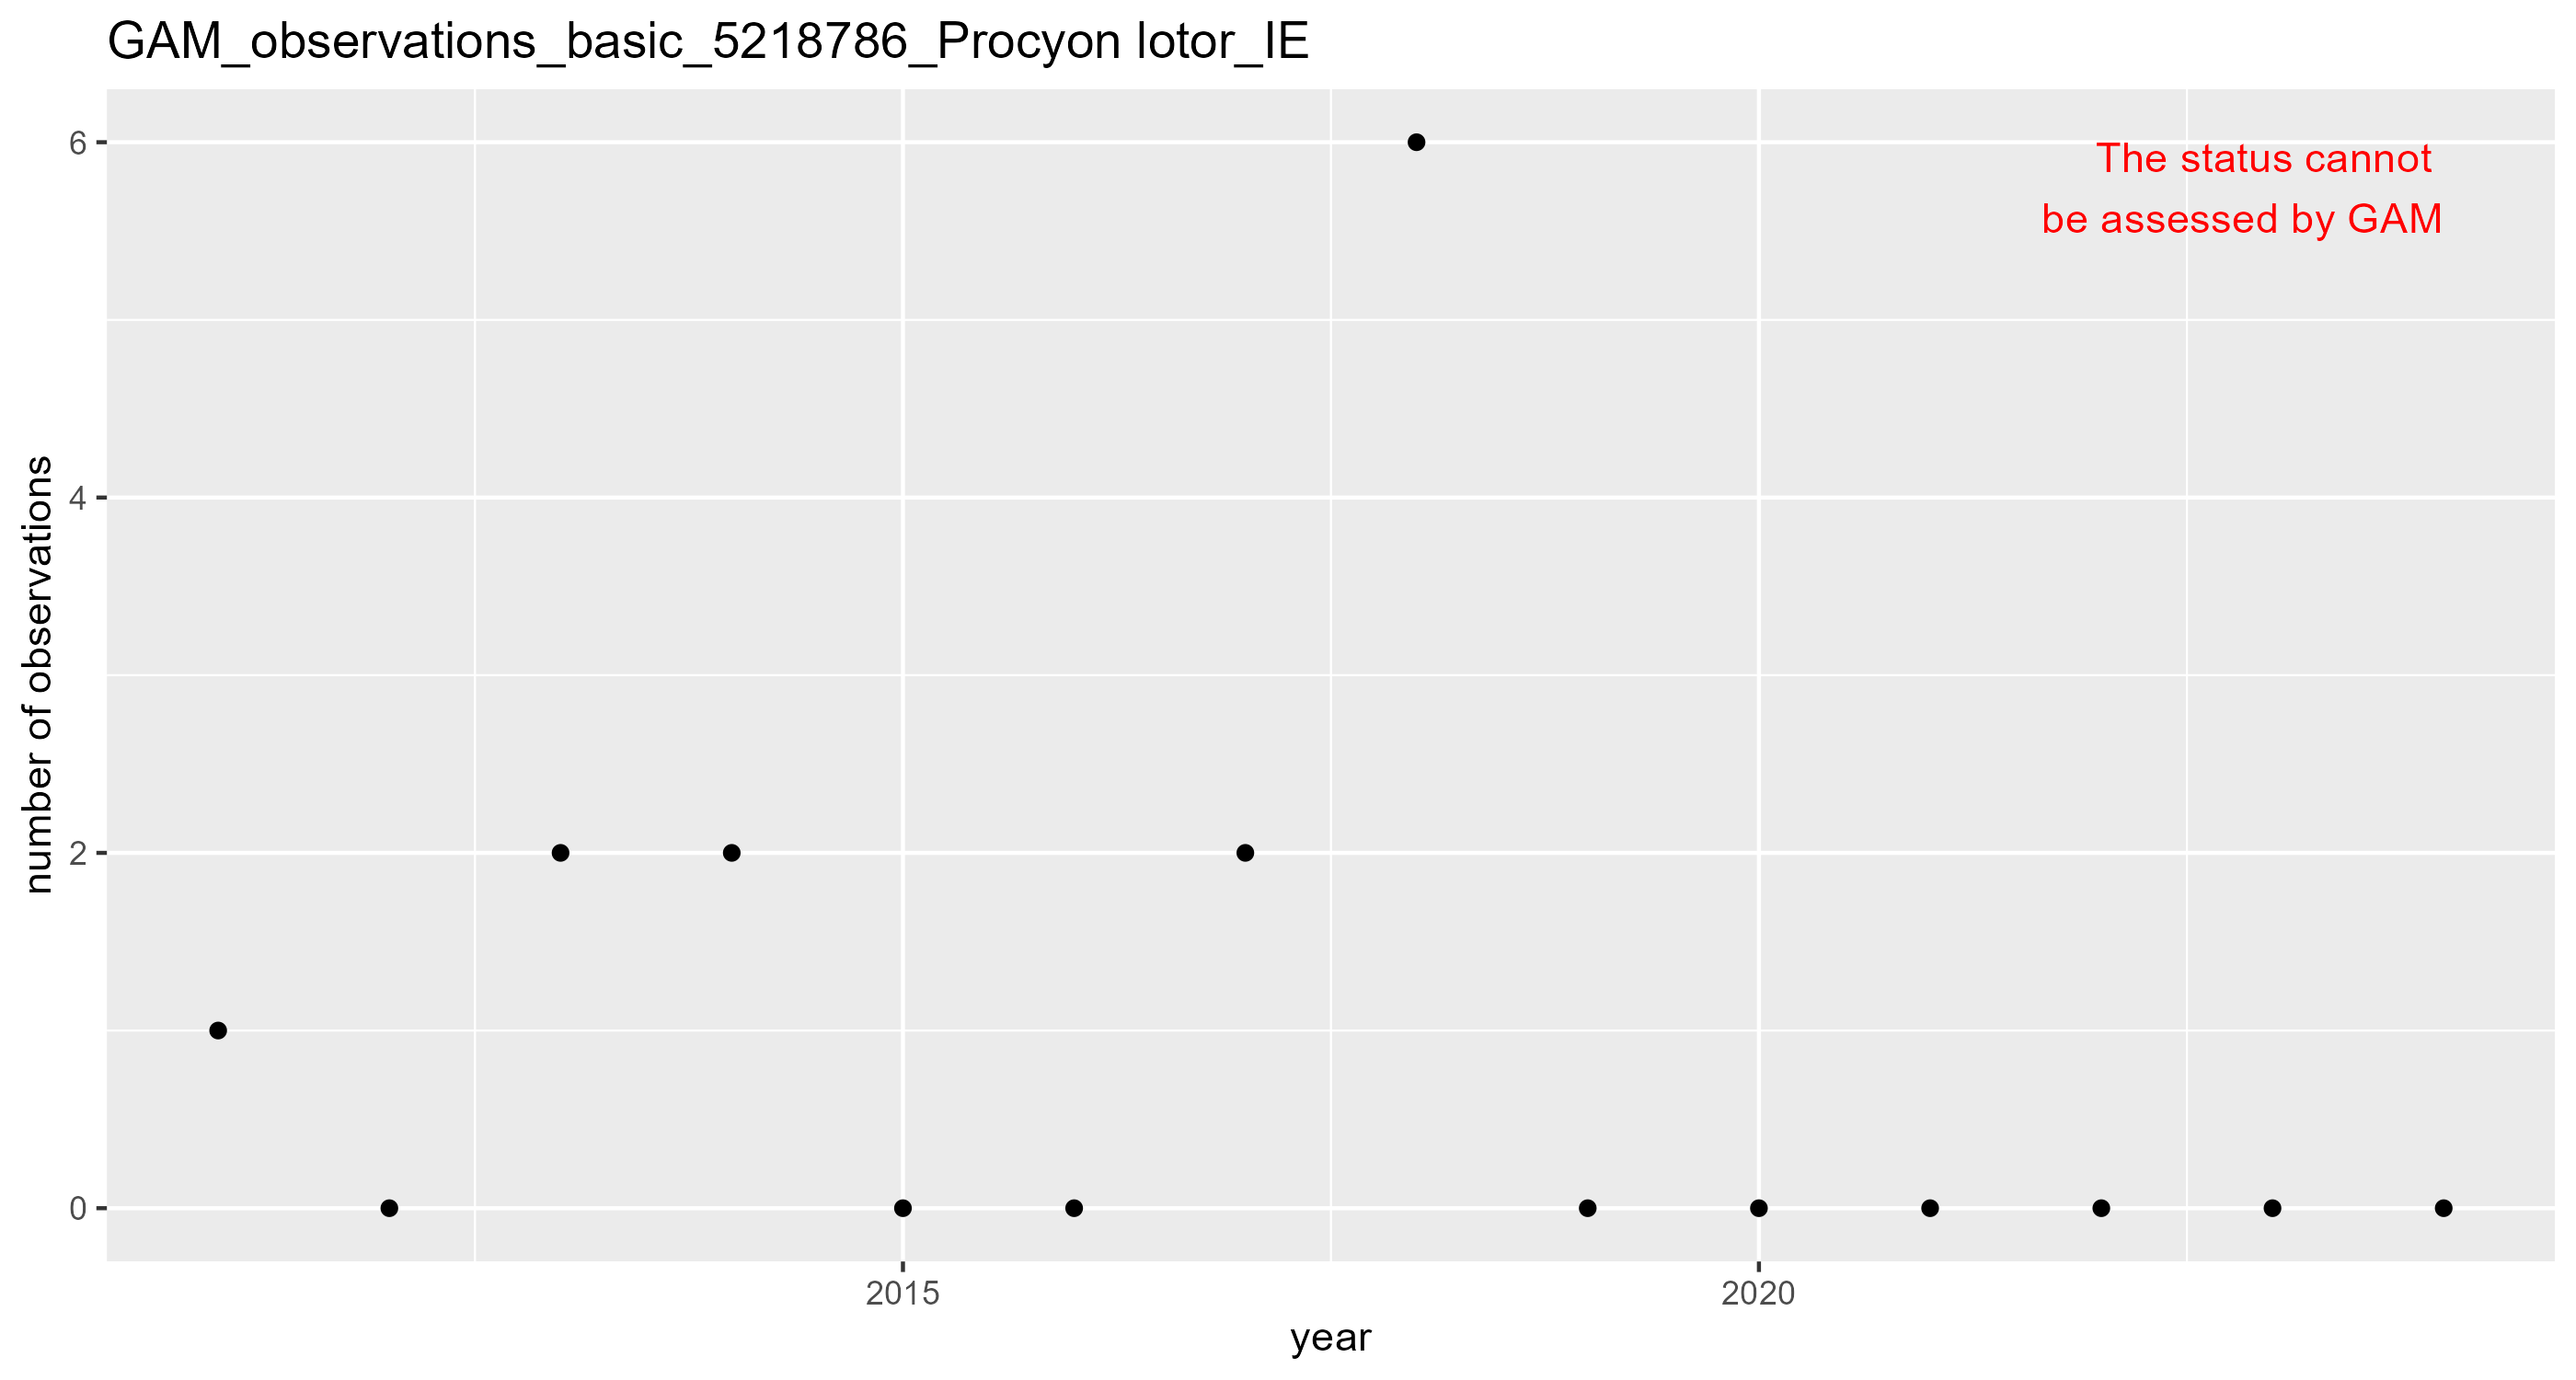 GAM_observations_basic_5218786_Procyon lotor_IE
6
4
2
0
number of observations
The status cannot
be assessed by GAM
2015
2020
year